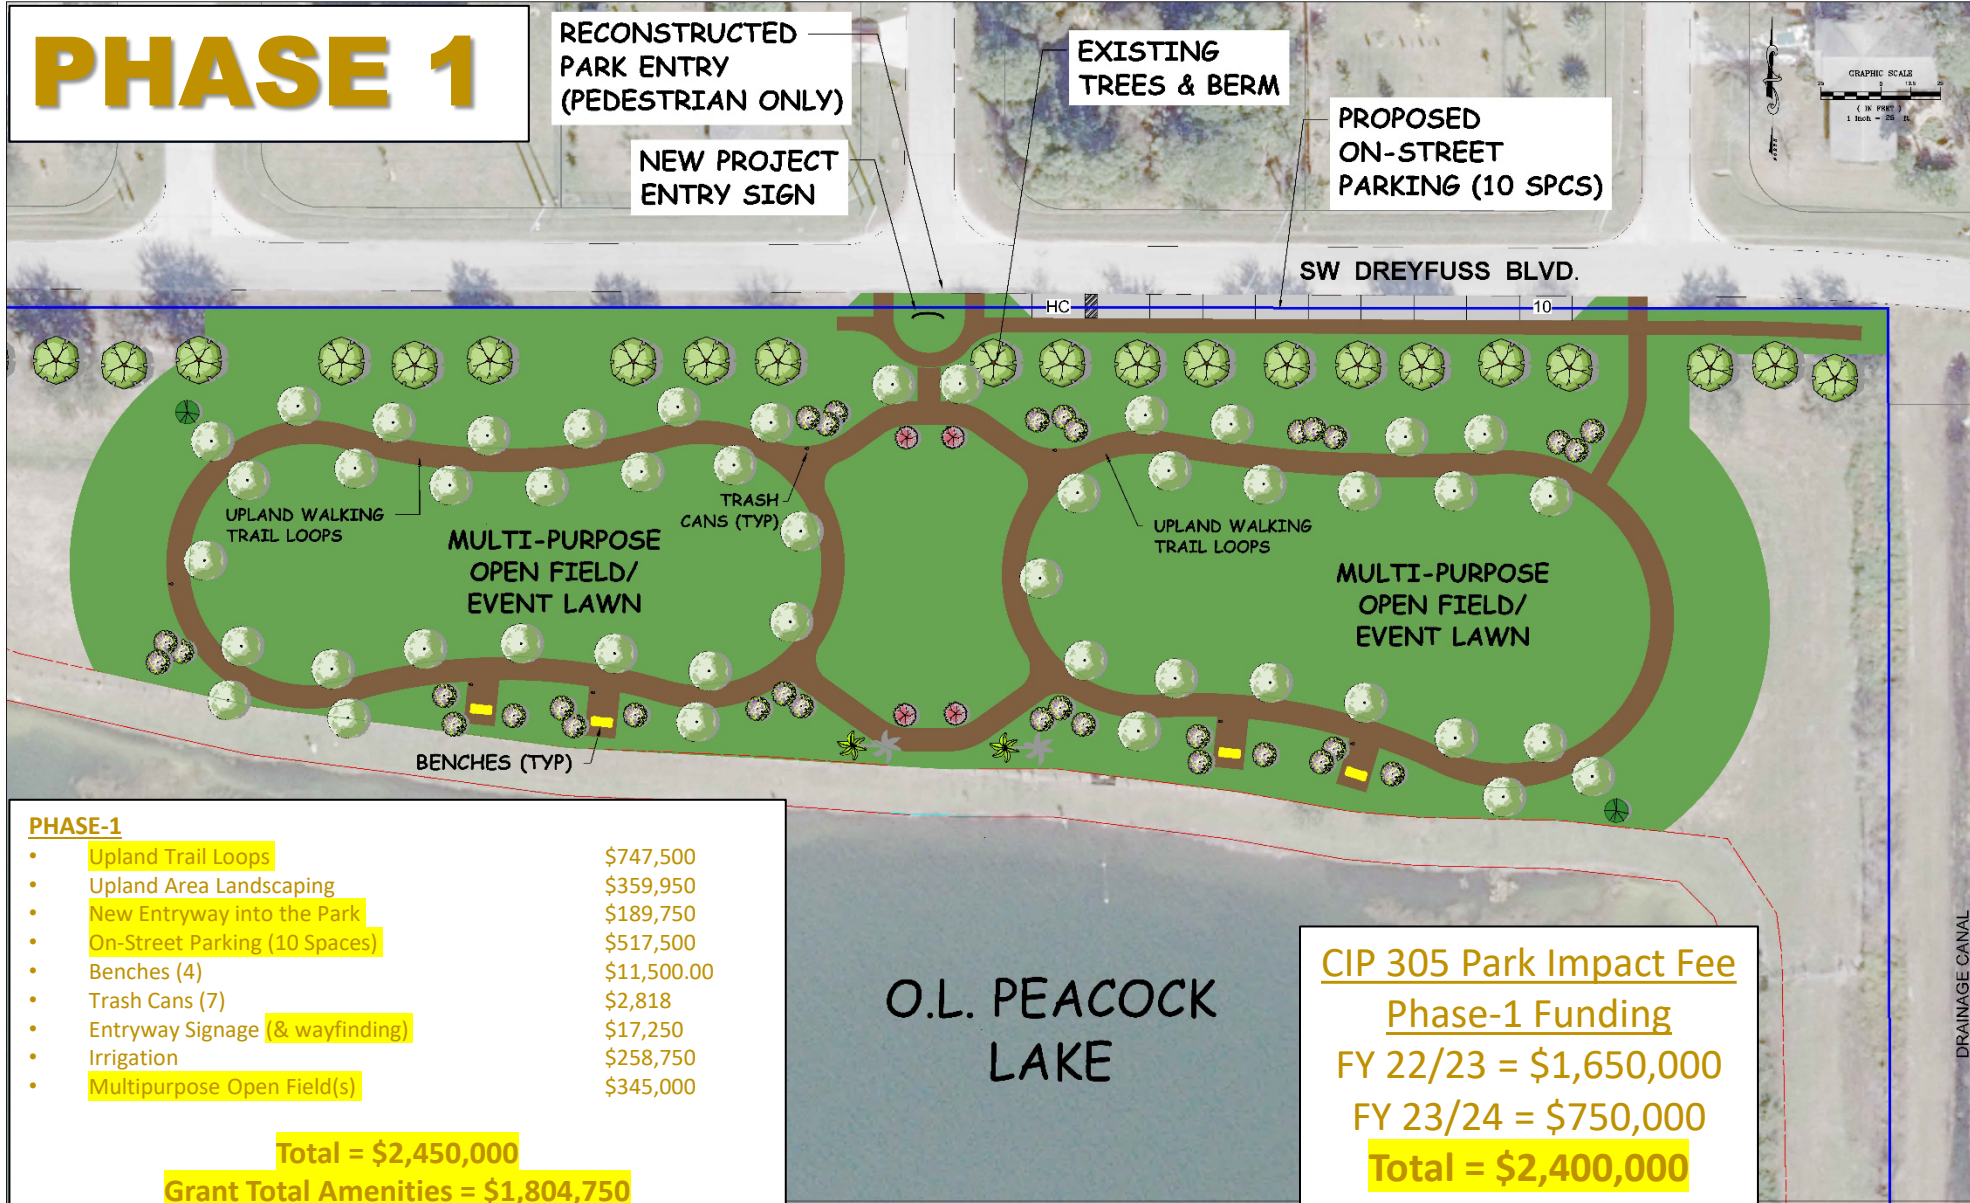 PHASE 1
RECONSTRUCTED
PARK ENTRY
(PEDESTRIAN ONLY)
NEW PROJECT
ENTRY SIGN
EXISTING
TREES & BERM
PROPOSED
ON-STREET
PARKING (10 SPCS)
NORTH
GRAPHIC SCALE
( IN FEET )
1 inch = 25 ft.
SW DREYFUSS BLVD.
HC
10
UPLAND WALKING
TRAIL LOOPS
MULTI-PURPOSE
OPEN FIELD/
EVENT LAWN
TRASH
CANS (TYP)
UPLAND WALKING
TRAIL LOOPS
MULTI-PURPOSE
OPEN FIELD/
EVENT LAWN
BENCHES (TYP)
PHASE-1
• Upland Trail Loops $747,500
• Upland Area Landscaping $359,950
• New Entryway into the Park $189,750
• On-Street Parking (10 Spaces) $517,500
• Benches (4) $11,500.00
• Trash Cans (7) $2,818
• Entryway Signage (& wayfinding) $17,250
• Irrigation $258,750
• Multipurpose Open Field(s) $345,000
Total = $2,450,000
Grant Total Amenities = $1,804,750
O.L. PEACOCK
LAKE
CIP 305 Park Impact Fee
Phase-1 Funding
FY 22/23 = $1,650,000
FY 23/24 = $750,000
Total = $2,400,000
DRAINAGE CANAL